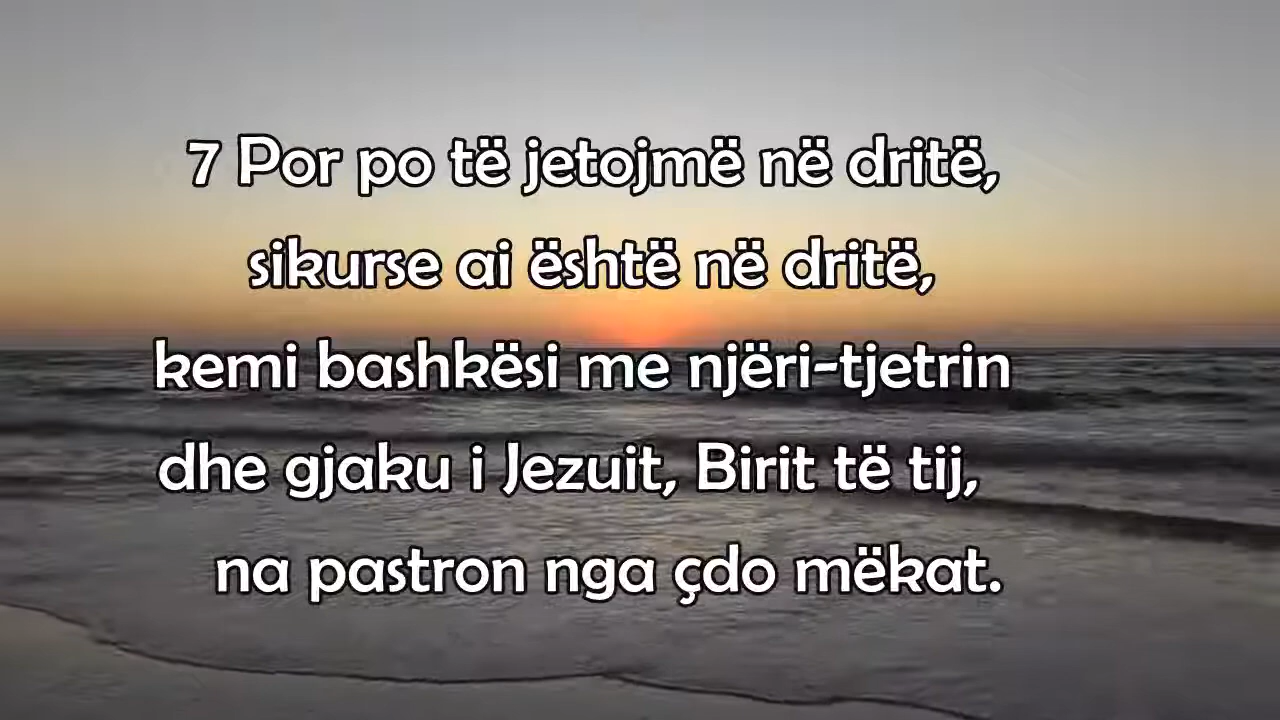 7 Por po të jetojmë në dritë,
sikurse ai është në dritë,
kemi bashkësi me njëri-tjetrin
dhe gjaku i Jezuit, Birit të tij,
na pastron nga çdo mëkat.